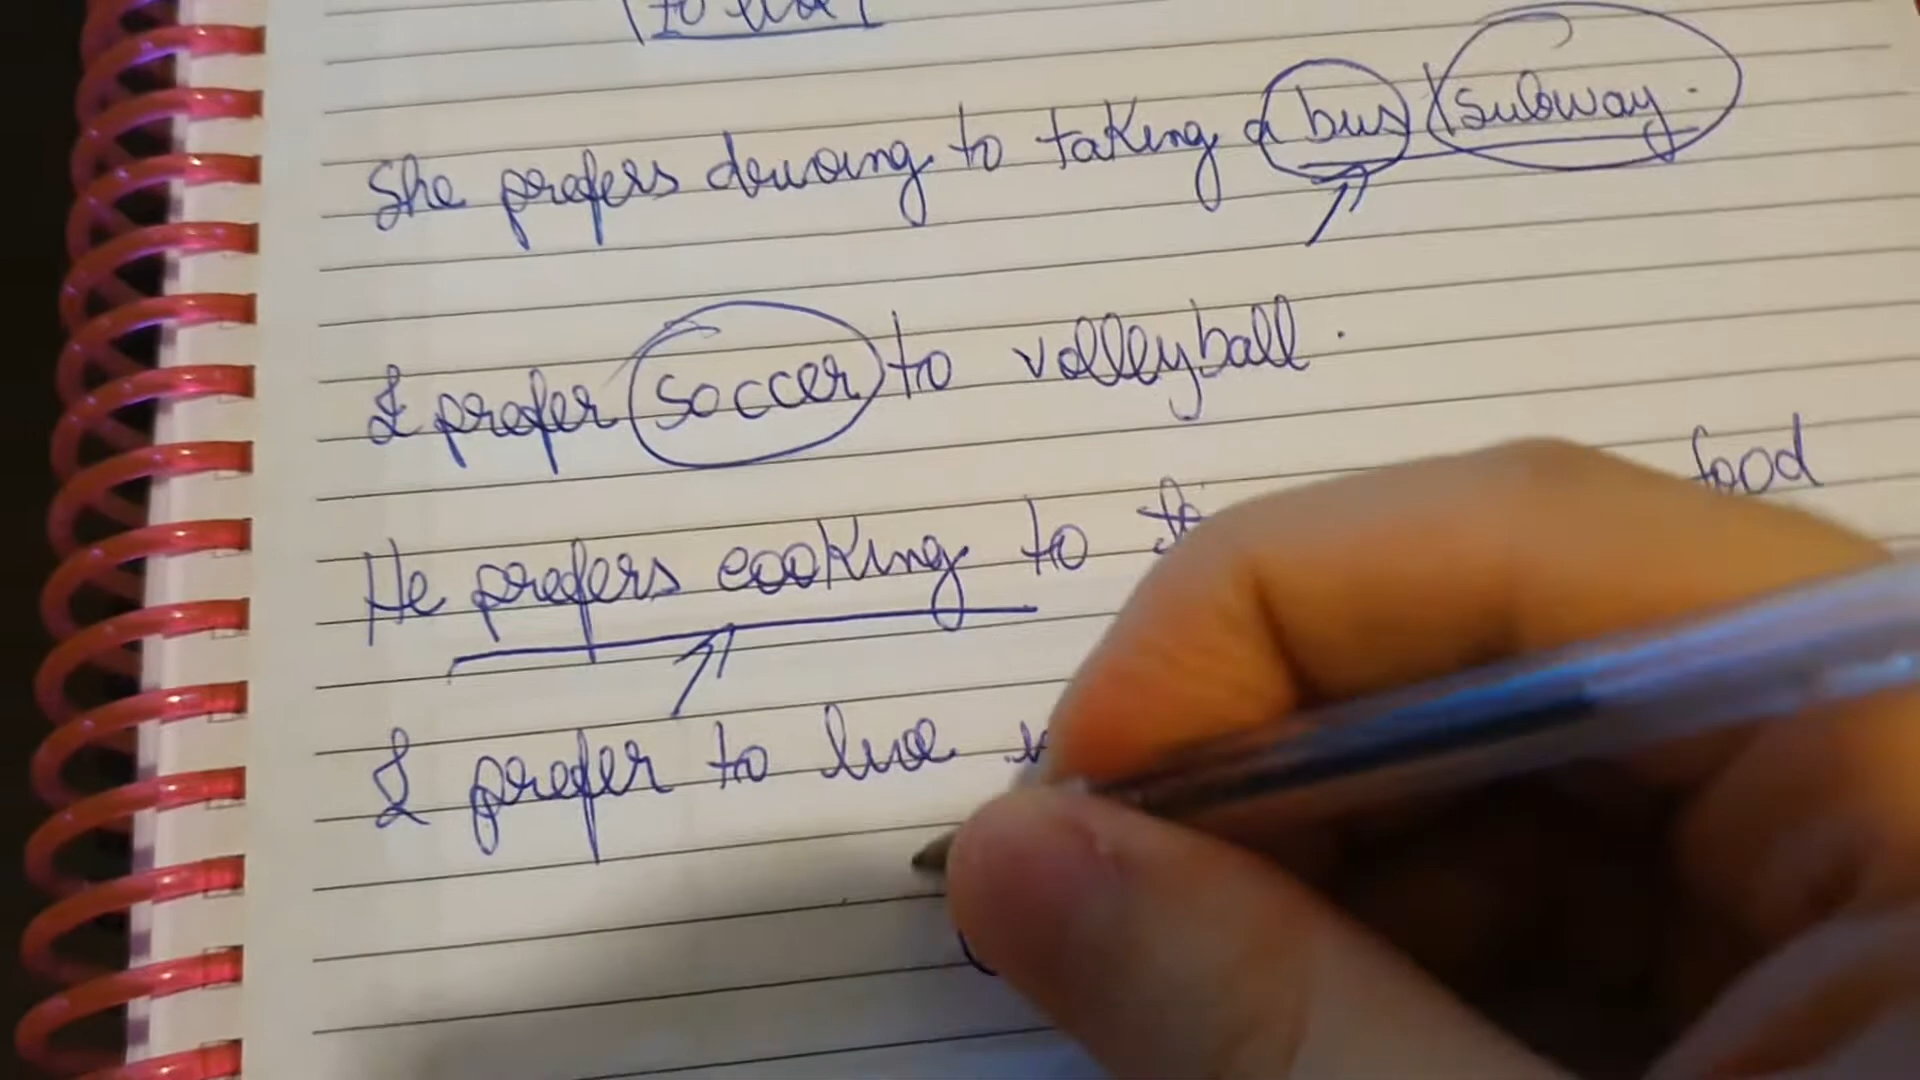 to
She prefers driving to taking a bus / subway.
I prefer soccer to volleyball.
He prefers cooking to food
I prefer to live